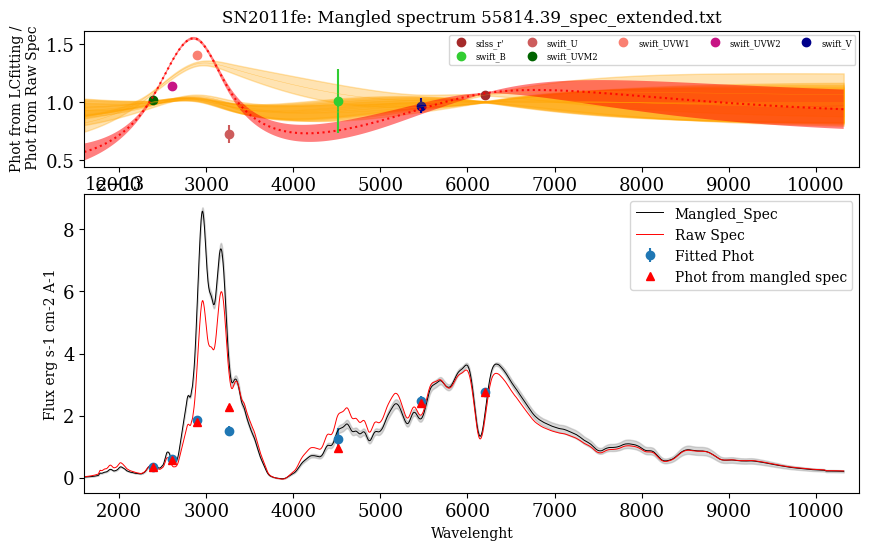 SN2011fe: Mangled spectrum 55814.39_spec_extended.txt
Phot from LCfitting /
Phot from Raw Spec
1.5
1.0
0.5
sdss_r' swift_U swift_UVW1 swift_UVW2 swift_V
swift_B swift_UVM2
2000 3000 4000 5000 6000 7000 8000 9000 10000
1e−13
Flux erg s-1 cm-2 A-1
8
6
4
2
0
Mangled_Spec
Raw Spec
Fitted Phot
Phot from mangled spec
2000 3000 4000 5000 6000 7000 8000 9000 10000
Wavelenght